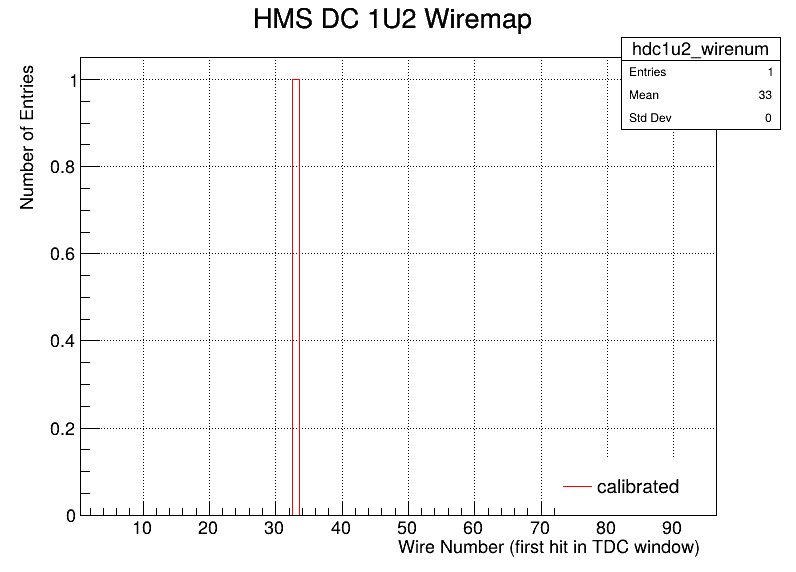 HMS DC 1U2 Wiremap
hdc1u2_wirenum
Entries 1
Mean 33
Std Dev 0
Number of Entries
1
0.8
0.6
0.4
0.2
0
calibrated
10 20 30 40 50 60 70 80 90
Wire Number (first hit in TDC window)